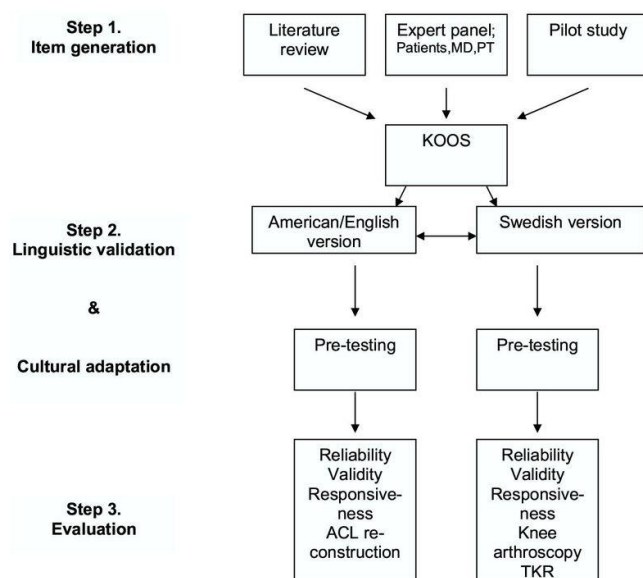 Step 1.
Item generation
Literature
review
Expert panel;
Patients,MD,PT
Pilot study
KOOS
Step 2.
Linguistic validation
&
Cultural adaptation
American/English
version
Swedish version
Pre-testing
Pre-testing
Step 3.
Evaluation
Reliability
Validity
Responsive-
ness
ACL re-
construction
Reliability
Validity
Responsive-
ness
Knee
arthroscopy
TKR